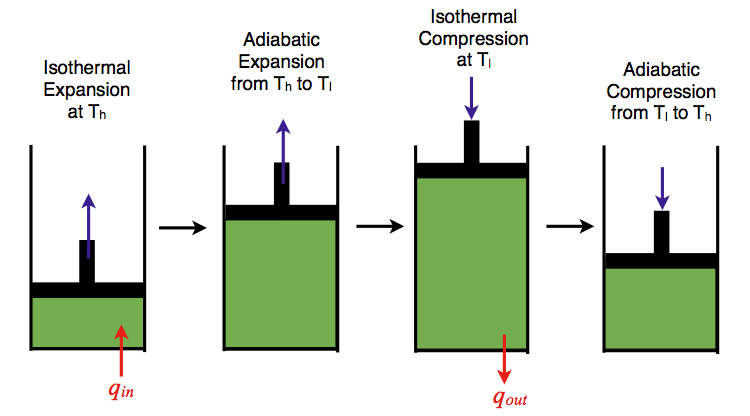 Isothermal
Expansion
at Th
Adiabatic
Expansion
from Th to Tl
Isothermal
Compression
at Tl
Adiabatic
Compression
from Tl to Th
qin
qout